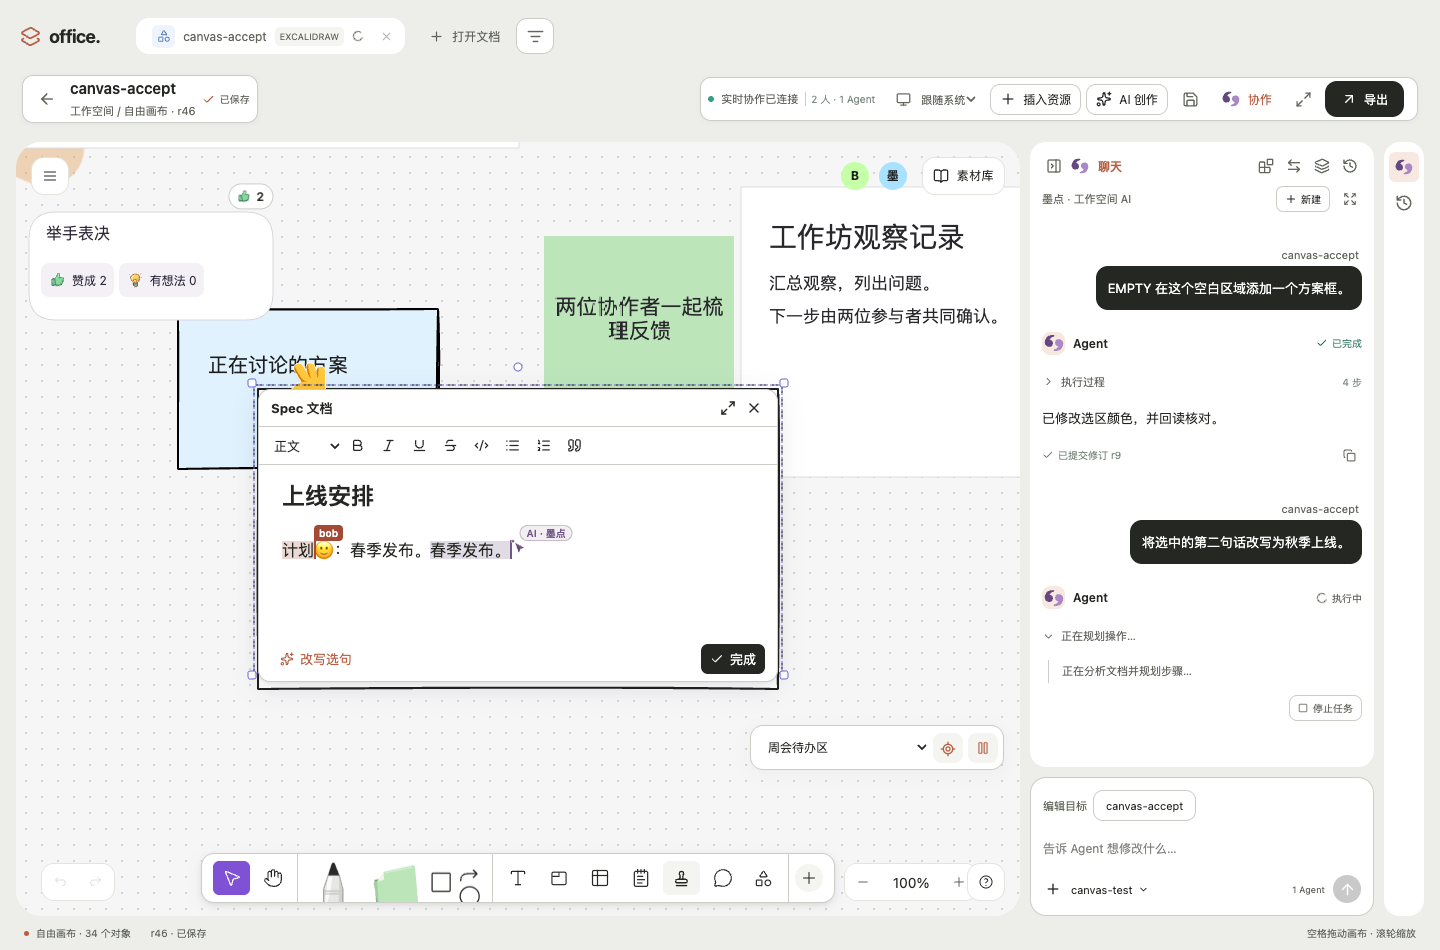 office.
canvas-accept EXCALIDRAW
打开文档
canvas-accept
工作空间 / 自由画布 · r46
已保存
实时协作已连接
2 人 · 1 Agent
跟随系统
插入资源
AI 创作
协作
导出
B
墨
素材库
2
举手表决
赞成 2
有想法 0
正在讨论的方案
两位协作者一起梳
理反馈
工作坊观察记录
汇总观察，列出问题。
下一步由两位参与者共同确认。
Spec 文档
正文
上线安排
bob
AI · 墨点
计划🙂：春季发布。春季发布。
改写选句
完成
周会待办区
100%
聊天
墨点 · 工作空间 AI
新建
canvas-accept
EMPTY 在这个空白区域添加一个方案框。
Agent
已完成
执行过程
4 步
已修改选区颜色，并回读核对。
已提交修订 r9
canvas-accept
将选中的第二句话改写为秋季上线。
Agent
执行中
正在规划操作...
正在分析文档并规划步骤...
停止任务
编辑目标
canvas-accept
告诉 Agent 想修改什么...
canvas-test
1 Agent
自由画布 · 34 个对象
r46 · 已保存
空格拖动画布 · 滚轮缩放